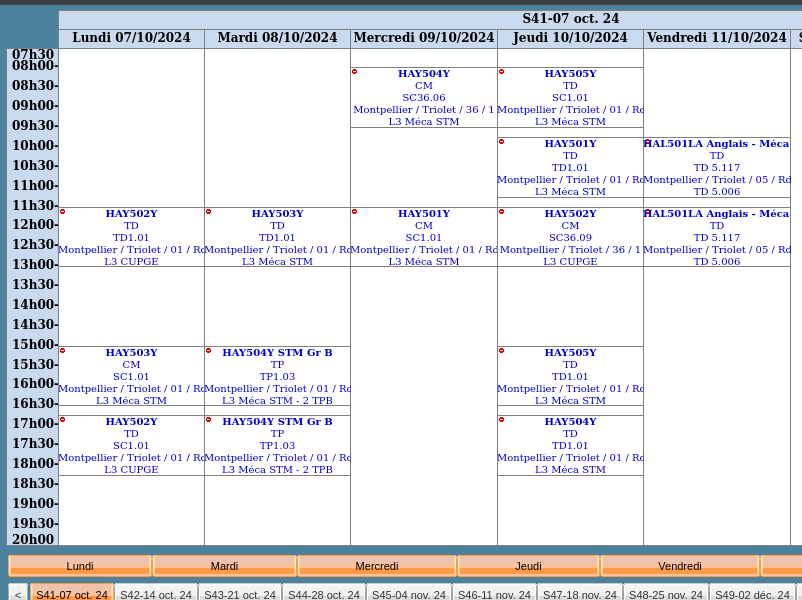 S41-07 oct. 24
Lundi 07/10/2024 Mardi 08/10/2024 Mercredi 09/10/2024 Jeudi 10/10/2024 Vendredi 11/10/2024
07h30
08h00
08h30
09h00
09h30
10h00
10h30
11h00
11h30
12h00
12h30
13h00
13h30
14h00
14h30
15h00
15h30
16h00
16h30
17h00
17h30
18h00
18h30
19h00
19h30
20h00
HAY502Y
TD
TD1.01
Montpellier / Triolet / 01 / Rd
L3 CUPGE
HAY503Y
CM
SC1.01
Montpellier / Triolet / 01 / Rd
L3 Méca STM
HAY502Y
TD
SC1.01
Montpellier / Triolet / 01 / Rd
L3 CUPGE
HAY503Y
TD
TD1.01
Montpellier / Triolet / 01 / Rd
L3 Méca STM
HAY504Y STM Gr B
TP
TP1.03
Montpellier / Triolet / 01 / Rd
L3 Méca STM - 2 TPB
HAY504Y STM Gr B
TP
TP1.03
Montpellier / Triolet / 01 / Rd
L3 Méca STM - 2 TPB
HAY504Y
CM
SC36.06
Montpellier / Triolet / 36 / 1
L3 Méca STM
HAY501Y
CM
SC1.01
Montpellier / Triolet / 01 / Rd
L3 Méca STM
HAY505Y
TD
SC1.01
Montpellier / Triolet / 01 / Rd
L3 Méca STM
HAY501Y
TD
TD1.01
Montpellier / Triolet / 01 / Rd
L3 Méca STM
HAY502Y
CM
SC36.09
Montpellier / Triolet / 36 / 1
L3 CUPGE
HAY505Y
TD
TD1.01
Montpellier / Triolet / 01 / Rd
L3 Méca STM
HAY504Y
TD
TD1.01
Montpellier / Triolet / 01 / Rd
L3 Méca STM
HAL501LA Anglais - Méca
TD
TD 5.117
Montpellier / Triolet / 05 / Rd
TD 5.006
HAL501LA Anglais - Méca
TD
TD 5.117
Montpellier / Triolet / 05 / Rd
TD 5.006
Lundi Mardi Mercredi Jeudi Vendredi
< S41-07 oct. 24 S42-14 oct. 24 S43-21 oct. 24 S44-28 oct. 24 S45-04 nov. 24 S46-11 nov. 24 S47-18 nov. 24 S48-25 nov. 24 S49-02 déc. 24